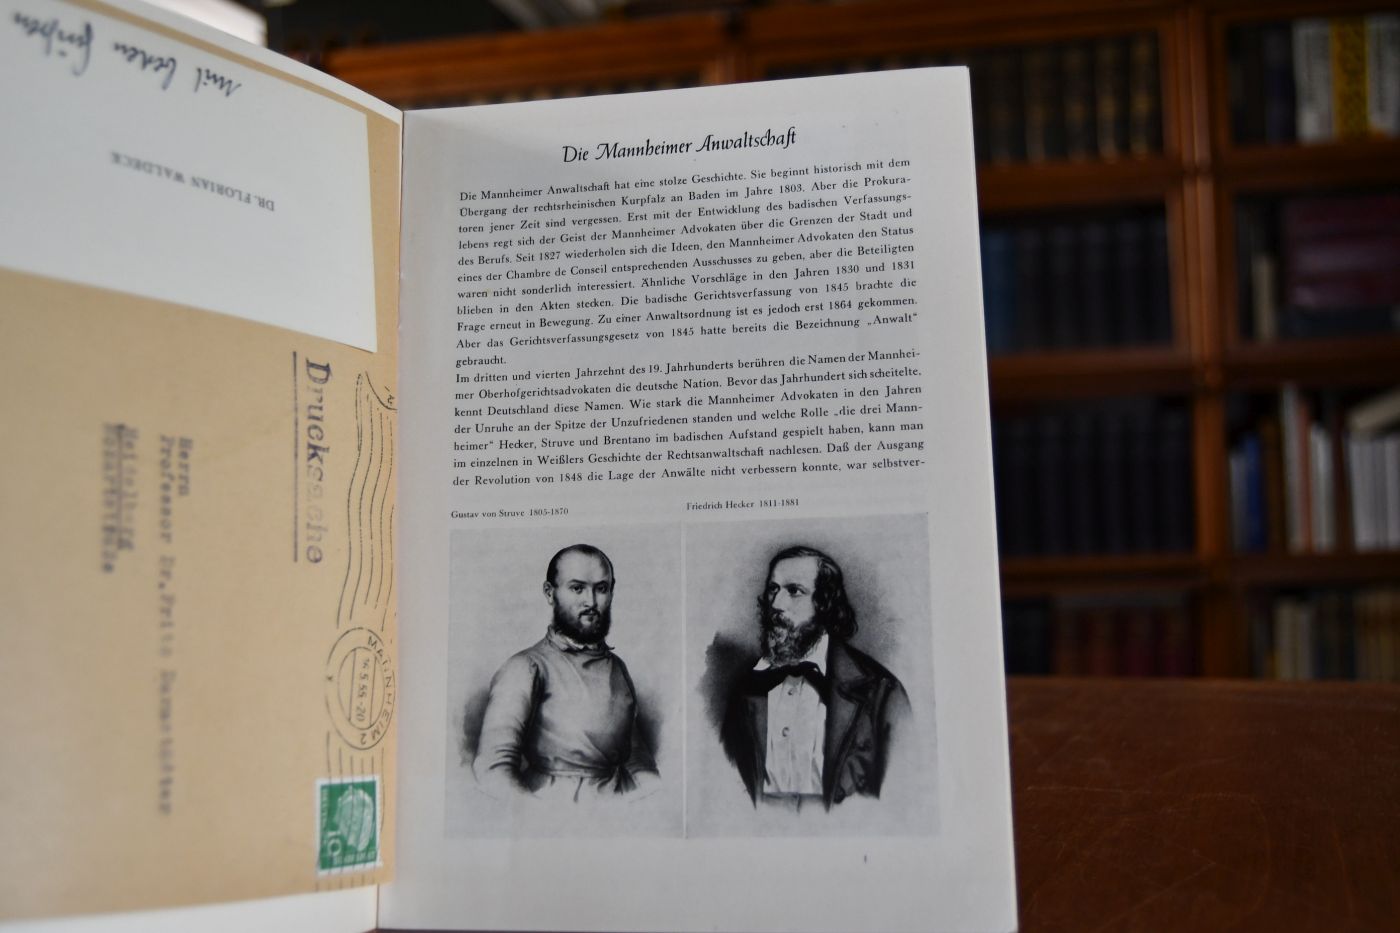 mit besten Grüßen
DR. FLORIAN WALDECK
Drucksache
Herrn
Professor Dr. Fritz
Heidelberg
MANNHEIM 2
16.5.55-20
10
Die Mannheimer Anwaltschaft
Die Mannheimer Anwaltschaft hat eine stolze Geschichte. Sie beginnt historisch mit dem
Übergang der rechtsrheinischen Kurpfalz an Baden im Jahre 1803. Aber die Prokura-
toren jener Zeit sind vergessen. Erst mit der Entwicklung des badischen Verfassungs-
lebens regt sich der Geist der Mannheimer Advokaten über die Grenzen der Stadt und
des Berufs. Seit 1827 wiederholen sich die Ideen, den Mannheimer Advokaten den Status
eines der Chambre de Conseil entsprechenden Ausschusses zu geben, aber die Beteiligten
waren nicht sonderlich interessiert. Ähnliche Vorschläge in den Jahren 1830 und 1831
blieben in den Akten stecken. Die badische Gerichtsverfassung von 1845 brachte die
Frage erneut in Bewegung. Zu einer Anwaltsordnung ist es jedoch erst 1864 gekommen.
Aber das Gerichtsverfassungsgesetz von 1845 hatte bereits die Bezeichnung „Anwalt“
gebraucht.
Im dritten und vierten Jahrzehnt des 19. Jahrhunderts berühren die Namen der Mannhei-
mer Oberhofgerichtsadvokaten die deutsche Nation. Bevor das Jahrhundert sich scheitelte,
kennt Deutschland diese Namen. Wie stark die Mannheimer Advokaten in den Jahren
der Unruhe an der Spitze der Unzufriedenen standen und welche Rolle „die drei Mann-
heimer“ Hecker, Struve und Brentano im badischen Aufstand gespielt haben, kann man
im einzelnen in Weißlers Geschichte der Rechtsanwaltschaft nachlesen. Daß der Ausgang
der Revolution von 1848 die Lage der Anwälte nicht verbessern konnte, war selbstver-
Gustav von Struve 1805-1870
Friedrich Hecker 1811-1881